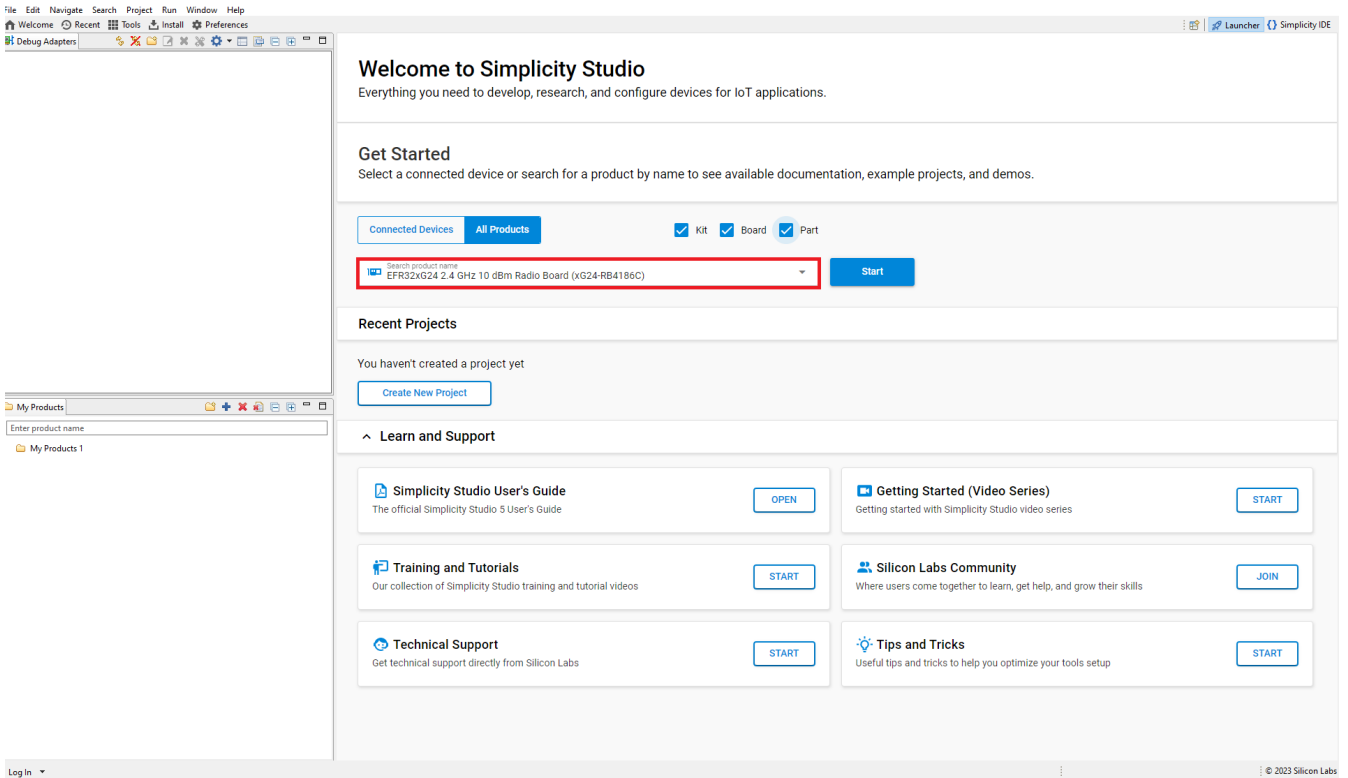 File Edit Navigate Search Project Run Window Help
Welcome Recent Tools Install Preferences
Launcher Simplicity IDE
Debug Adapters
Welcome to Simplicity Studio
Everything you need to develop, research, and configure devices for IoT applications.
Get Started
Select a connected device or search for a product by name to see available documentation, example projects, and demos.
Connected Devices All Products Kit Board Part
Search product name
EFR32xG24 2.4 GHz 10 dBm Radio Board (xG24-RB4186C)
Start
Recent Projects
You haven't created a project yet
Create New Project
My Products
Enter product name
My Products 1
Learn and Support
Simplicity Studio User's Guide
The official Simplicity Studio 5 User's Guide
OPEN
Getting Started (Video Series)
Getting started with Simplicity Studio video series
START
Training and Tutorials
Our collection of Simplicity Studio training and tutorial videos
START
Silicon Labs Community
Where users come together to learn, get help, and grow their skills
JOIN
Technical Support
Get technical support directly from Silicon Labs
START
Tips and Tricks
Useful tips and tricks to help you optimize your tools setup
START
Log In
© 2023 Silicon Labs